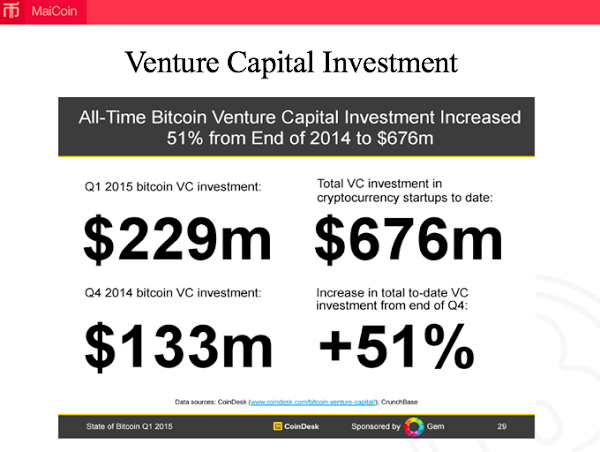 MaiCoin
Venture Capital Investment
All-Time Bitcoin Venture Capital Investment Increased
51% from End of 2014 to $676m
Q1 2015 bitcoin VC investment:
$229m
Total VC investment in
cryptocurrency startups to date:
$676m
Q4 2014 bitcoin VC investment:
$133m
Increase in total to-date VC
investment from end of Q4:
+51%
Data sources: CoinDesk (www.coindesk.com/bitcoin-venture-capital/), CrunchBase
State of Bitcoin Q1 2015 CoinDesk Sponsored by Gem 29